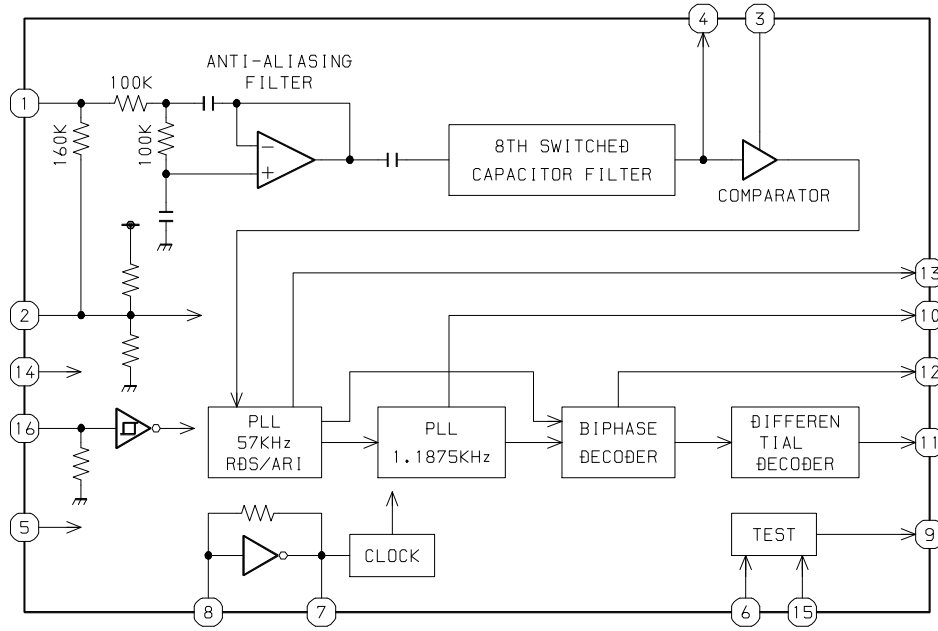 4
3
ANTI-ALIASING
FILTER
100K
1
160K
100K
−
+
8TH SWITCHED
CAPACITOR FILTER
COMPARATOR
13
2
10
14
12
16
PLL
57KHz
RDS/ARI
PLL
1.1875KHz
BIPHASE
DECODER
DIFFEREN
TIAL
DECODER
11
5
CLOCK
TEST
9
8
7
6
15